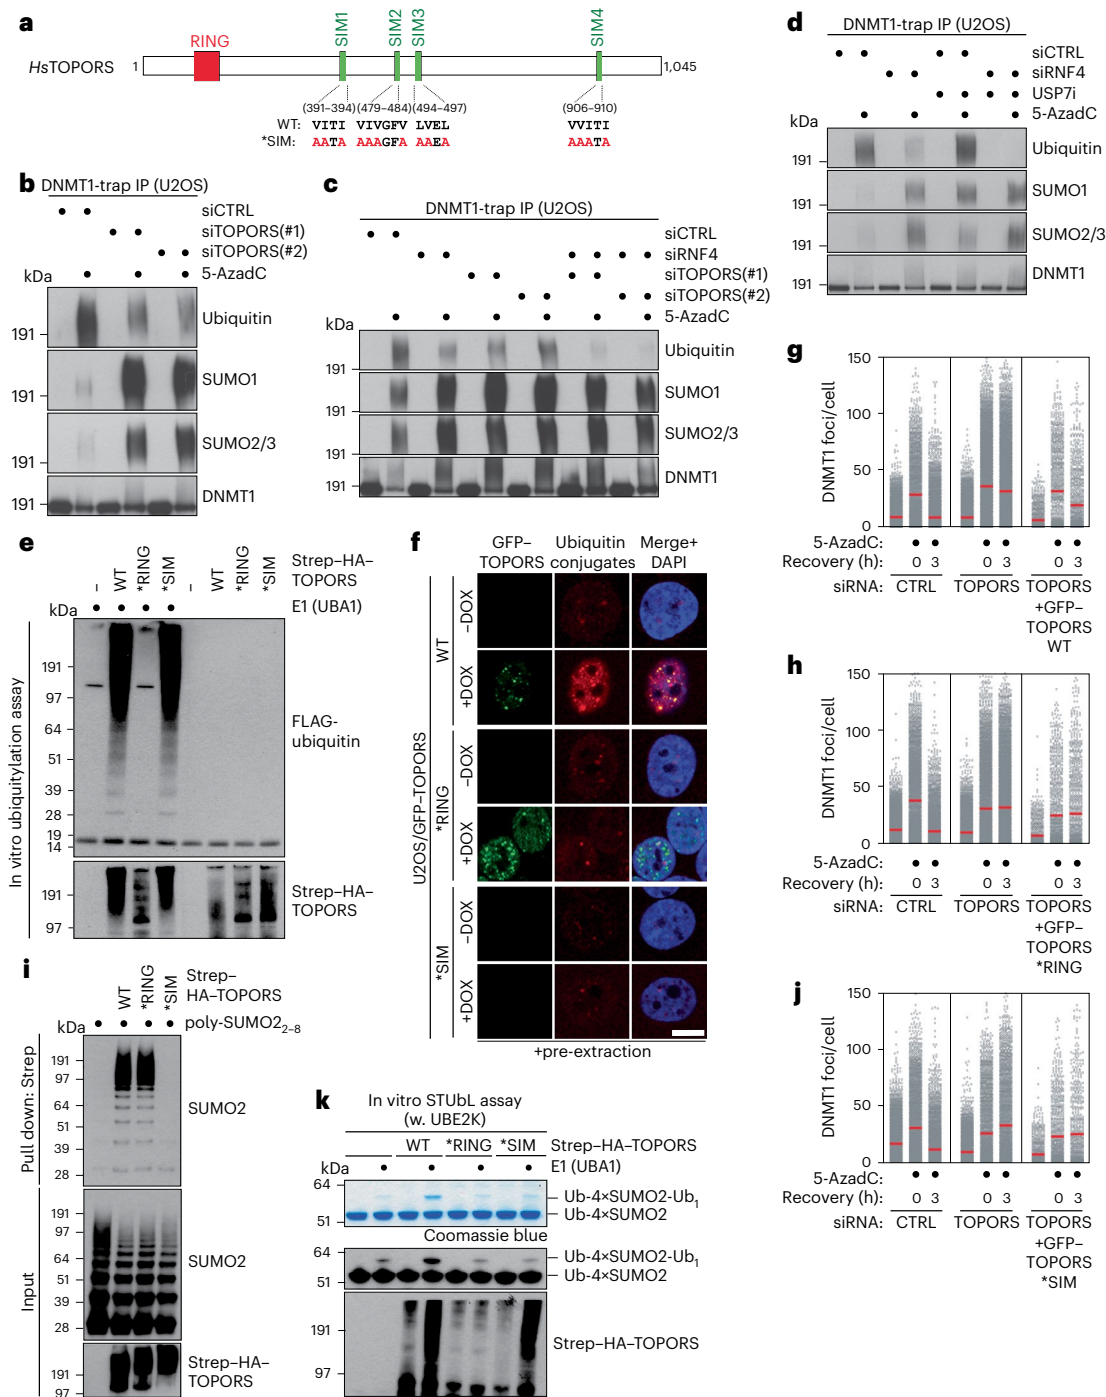 a
RING
SIM1
SIM2
SIM3
SIM4
HsTOPORS
1
1,045
(391–394) (479–484) (494–497) (906–910)
WT: VITI VIVGFV LVEL VVITI
*SIM: AATA AAAGFA AAEA AAATA
b
DNMT1-trap IP (U2OS)
siCTRL
siTOPORS(#1)
siTOPORS(#2)
5-AzadC
kDa
191
Ubiquitin
191
SUMO1
191
SUMO2/3
191
DNMT1
c
DNMT1-trap IP (U2OS)
siCTRL
siRNF4
siTOPORS(#1)
siTOPORS(#2)
5-AzadC
kDa
191
Ubiquitin
191
SUMO1
191
SUMO2/3
191
DNMT1
d
DNMT1-trap IP (U2OS)
siCTRL
siRNF4
USP7i
5-AzadC
kDa
191
Ubiquitin
191
SUMO1
191
SUMO2/3
191
DNMT1
e
– WT *RING *SIM – WT *RING *SIM
Strep–HA–
TOPORS
E1 (UBA1)
kDa
In vitro ubiquitylation assay
191
97
64
51
39
28
19
14
FLAG-
ubiquitin
191
97
Strep–HA–
TOPORS
f
GFP–
TOPORS
Ubiquitin
conjugates
Merge+
DAPI
U2OS/GFP–TOPORS
WT
–DOX
+DOX
*RING
–DOX
+DOX
*SIM
–DOX
+DOX
+pre-extraction
g
DNMT1 foci/cell
150
100
50
0
5-AzadC:
Recovery (h): 0 3 0 3 0 3
siRNA: CTRL TOPORS TOPORS
+GFP–
TOPORS
WT
h
DNMT1 foci/cell
150
100
50
0
5-AzadC:
Recovery (h): 0 3 0 3 0 3
siRNA: CTRL TOPORS TOPORS
+GFP–
TOPORS
*RING
i
WT *RING *SIM
Strep–
HA–TOPORS
kDa
poly-SUMO2₂₋₈
Pull down: Strep
191
97
64
51
39
28
SUMO2
Input
191
97
64
51
39
28
SUMO2
191
97
Strep–HA–
TOPORS
j
DNMT1 foci/cell
150
100
50
0
5-AzadC:
Recovery (h): 0 3 0 3 0 3
siRNA: CTRL TOPORS TOPORS
+GFP–
TOPORS
*SIM
k
In vitro STUbL assay
(w. UBE2K)
WT *RING *SIM Strep–HA–TOPORS
E1 (UBA1)
kDa
64
51
Ub-4×SUMO2-Ub₁
Ub-4×SUMO2
Coomassie blue
64
51
Ub-4×SUMO2-Ub₁
Ub-4×SUMO2
191
97
Strep–HA–TOPORS